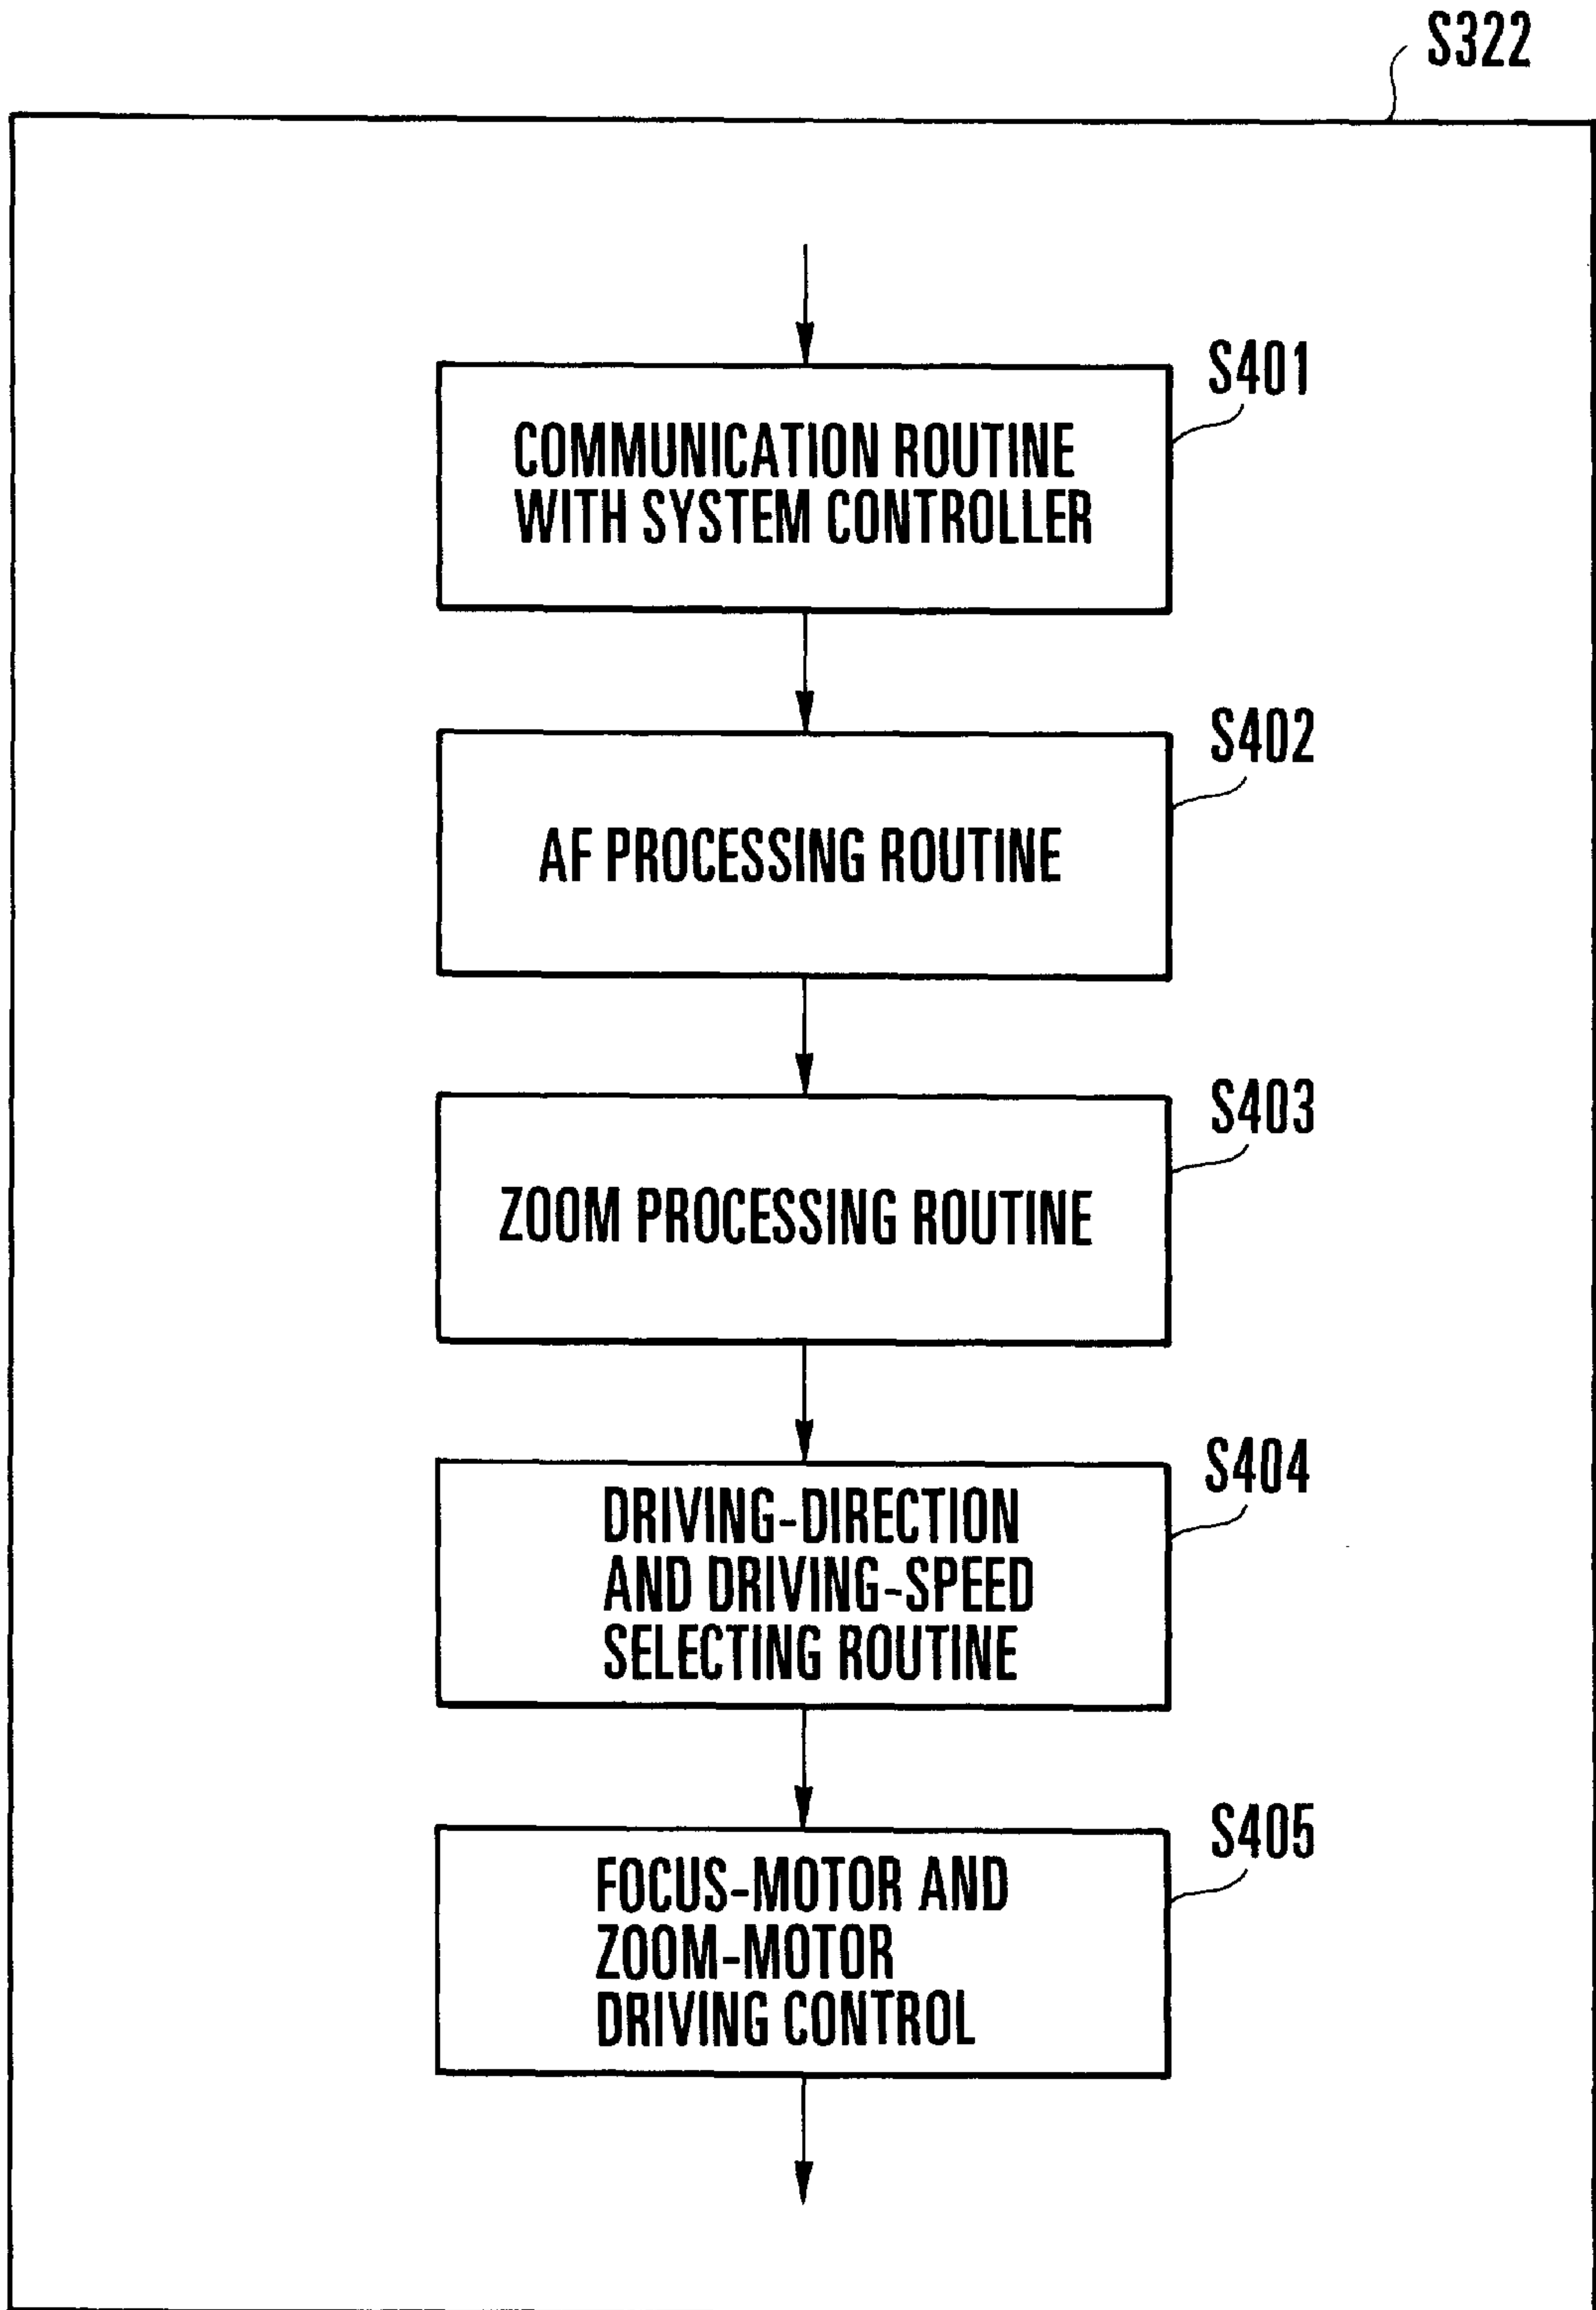 S322
S401
COMMUNICATION ROUTINE
WITH SYSTEM CONTROLLER
S402
AF PROCESSING ROUTINE
S403
ZOOM PROCESSING ROUTINE
S404
DRIVING-DIRECTION
AND DRIVING-SPEED
SELECTING ROUTINE
S405
FOCUS-MOTOR AND
ZOOM-MOTOR
DRIVING CONTROL